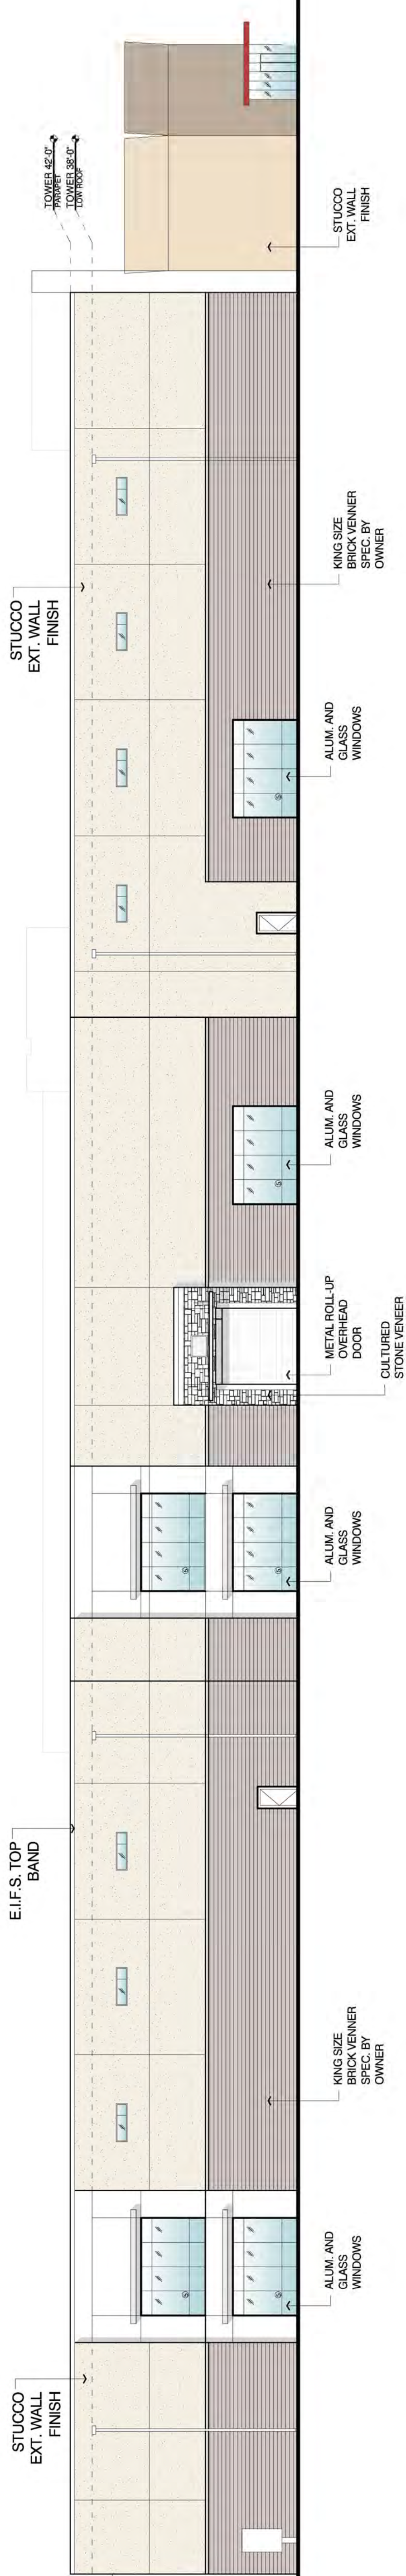 STUCCO
EXT. WALL
FINISH
E.I.F.S. TOP
BAND
STUCCO
EXT. WALL
FINISH
TOWER 42'-0"
PARAPET
TOWER 38'-0"
LOW ROOF
ALUM. AND
GLASS
WINDOWS
KING SIZE
BRICK VENNER
SPEC. BY
OWNER
ALUM. AND
GLASS
WINDOWS
METAL ROLL-UP
OVERHEAD
DOOR
CULTURED
STONE VENEER
ALUM. AND
GLASS
WINDOWS
ALUM. AND
GLASS
WINDOWS
KING SIZE
BRICK VENNER
SPEC. BY
OWNER
STUCCO
EXT. WALL
FINISH